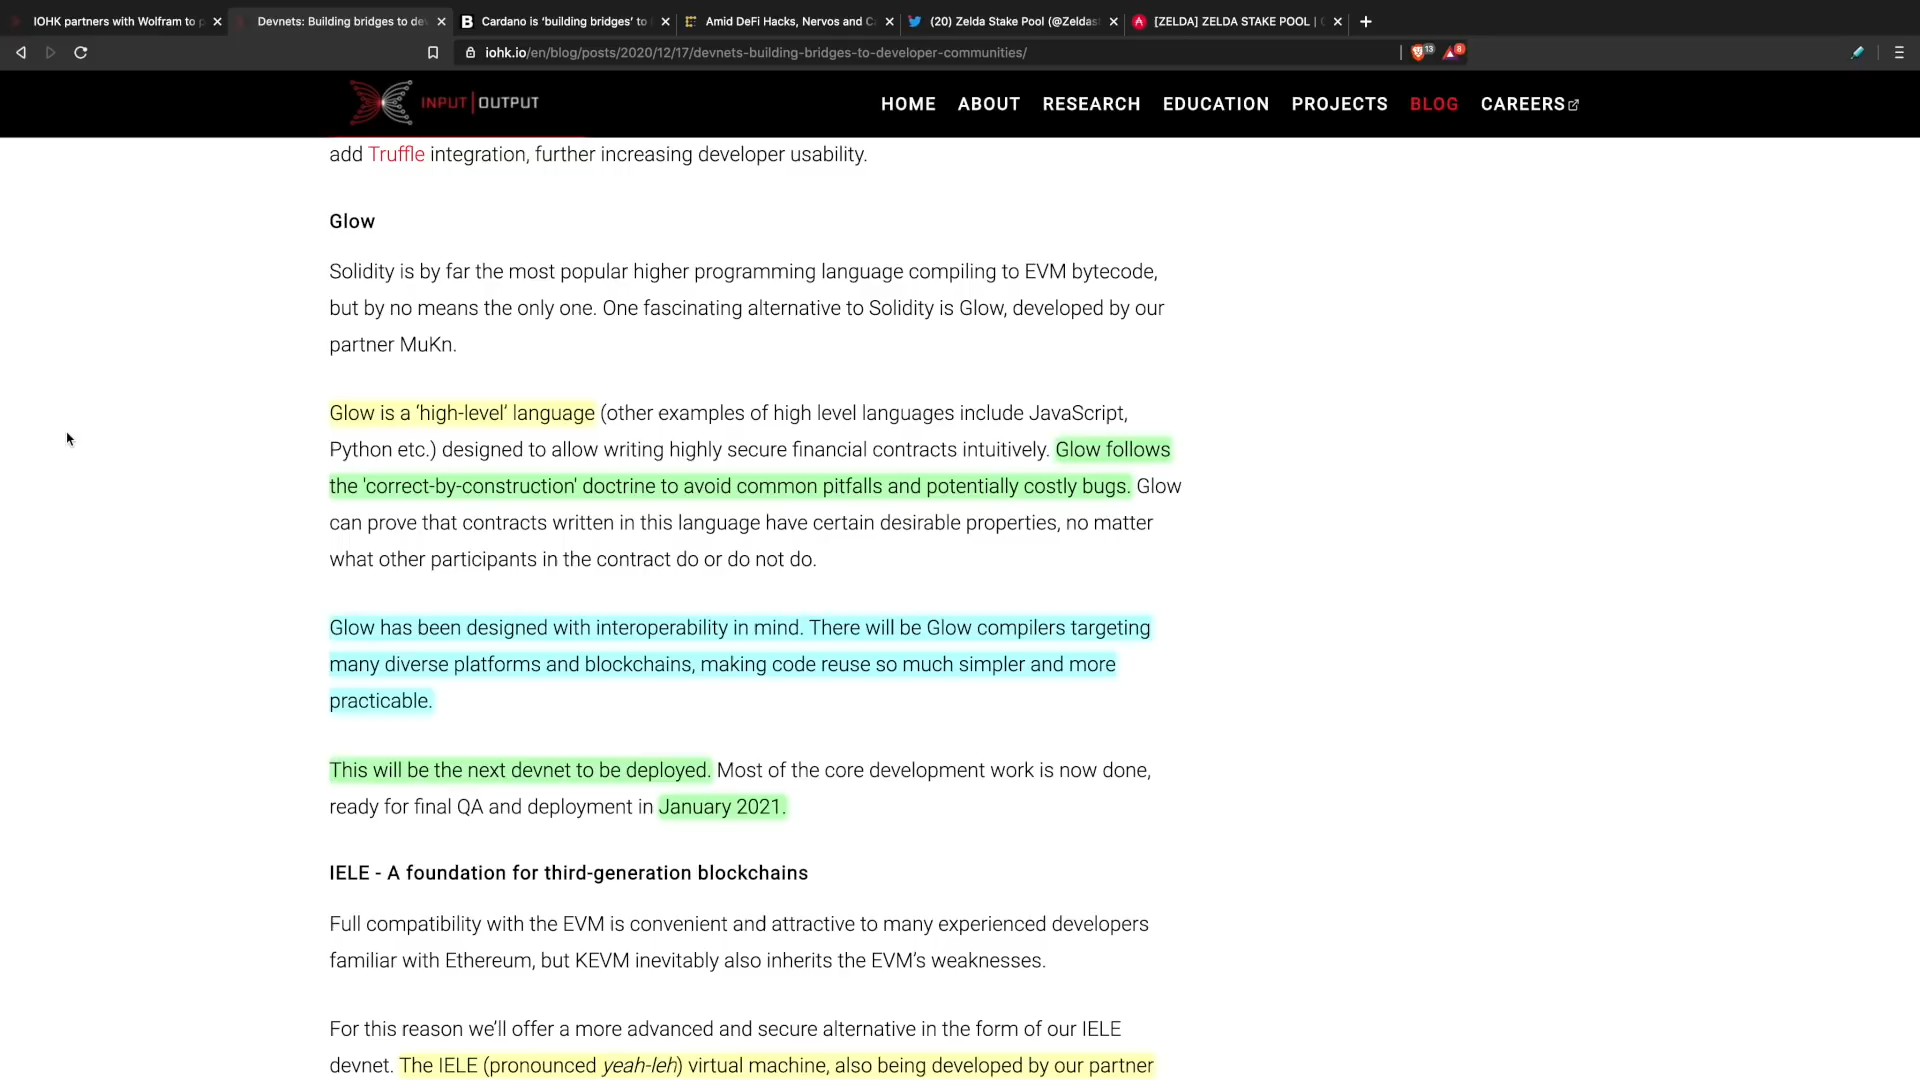 IOHK partners with Wolfram to p
Devnets: Building bridges to dev
Cardano is ‘building bridges’ to
Amid DeFi Hacks, Nervos and C
(20) Zelda Stake Pool (@Zeldast
[ZELDA] ZELDA STAKE POOL |
iohk.io/en/blog/posts/2020/12/17/devnets-building-bridges-to-developer-communities/
13
8
INPUT|OUTPUT
HOME ABOUT RESEARCH EDUCATION PROJECTS BLOG CAREERS
add Truffle integration, further increasing developer usability.
Glow
Solidity is by far the most popular higher programming language compiling to EVM bytecode,
but by no means the only one. One fascinating alternative to Solidity is Glow, developed by our
partner MuKn.
Glow is a ‘high-level’ language (other examples of high level languages include JavaScript,
Python etc.) designed to allow writing highly secure financial contracts intuitively. Glow follows
the 'correct-by-construction' doctrine to avoid common pitfalls and potentially costly bugs. Glow
can prove that contracts written in this language have certain desirable properties, no matter
what other participants in the contract do or do not do.
Glow has been designed with interoperability in mind. There will be Glow compilers targeting
many diverse platforms and blockchains, making code reuse so much simpler and more
practicable.
This will be the next devnet to be deployed. Most of the core development work is now done,
ready for final QA and deployment in January 2021.
IELE - A foundation for third-generation blockchains
Full compatibility with the EVM is convenient and attractive to many experienced developers
familiar with Ethereum, but KEVM inevitably also inherits the EVM’s weaknesses.
For this reason we’ll offer a more advanced and secure alternative in the form of our IELE
devnet. The IELE (pronounced yeah-leh) virtual machine, also being developed by our partner